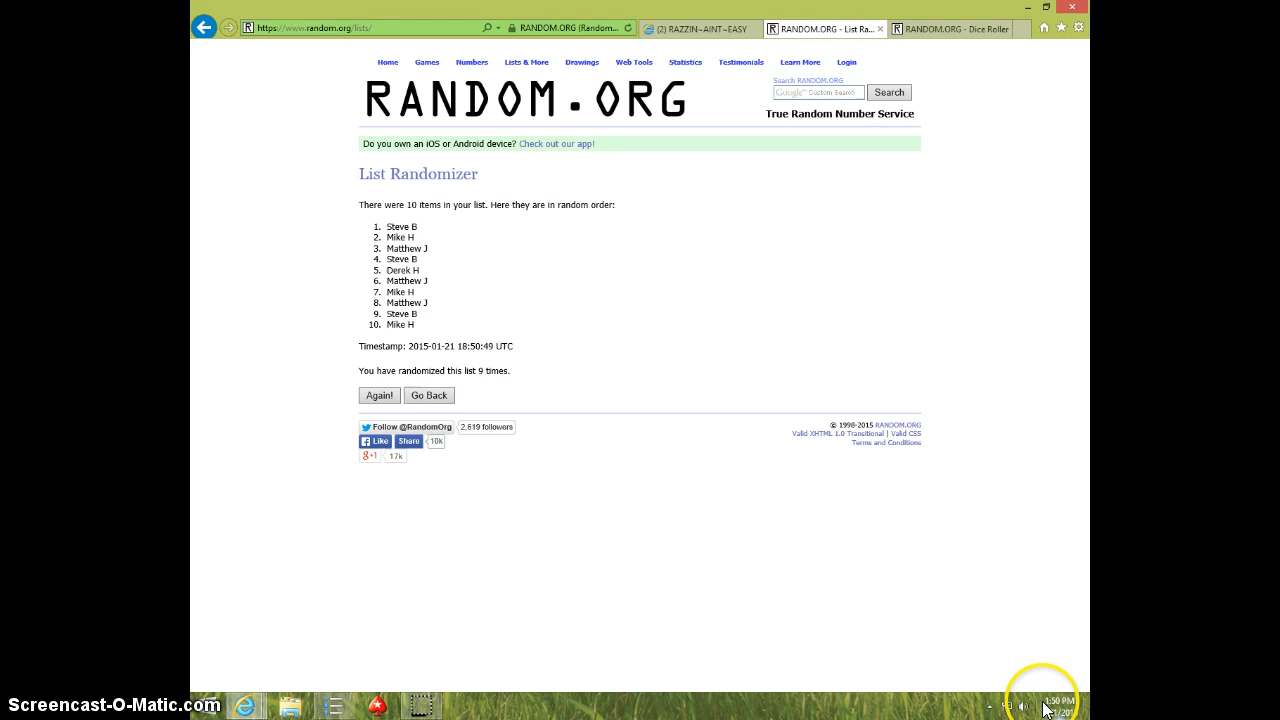 https://www.random.org/lists/
RANDOM.ORG (Random...
(2) RAZZIN~AINT~EASY
RANDOM.ORG - List Ra...
RANDOM.ORG - Dice Roller
Home Games Numbers Lists & More Drawings Web Tools Statistics Testimonials Learn More Login
RANDOM.ORG
Search RANDOM.ORG
Google™ Custom Search
Search
True Random Number Service
Do you own an iOS or Android device? Check out our app!
List Randomizer
There were 10 items in your list. Here they are in random order:
1. Steve B
2. Mike H
3. Matthew J
4. Steve B
5. Derek H
6. Matthew J
7. Mike H
8. Matthew J
9. Steve B
10. Mike H
Timestamp: 2015-01-21 18:50:49 UTC
You have randomized this list 9 times.
Again! Go Back
Follow @RandomOrg 2,619 followers
Like Share 10k
g+1 17k
© 1998-2015 RANDOM.ORG
Valid XHTML 1.0 Transitional | Valid CSS
Terms and Conditions
Screencast-O-Matic.com
1:50 PM